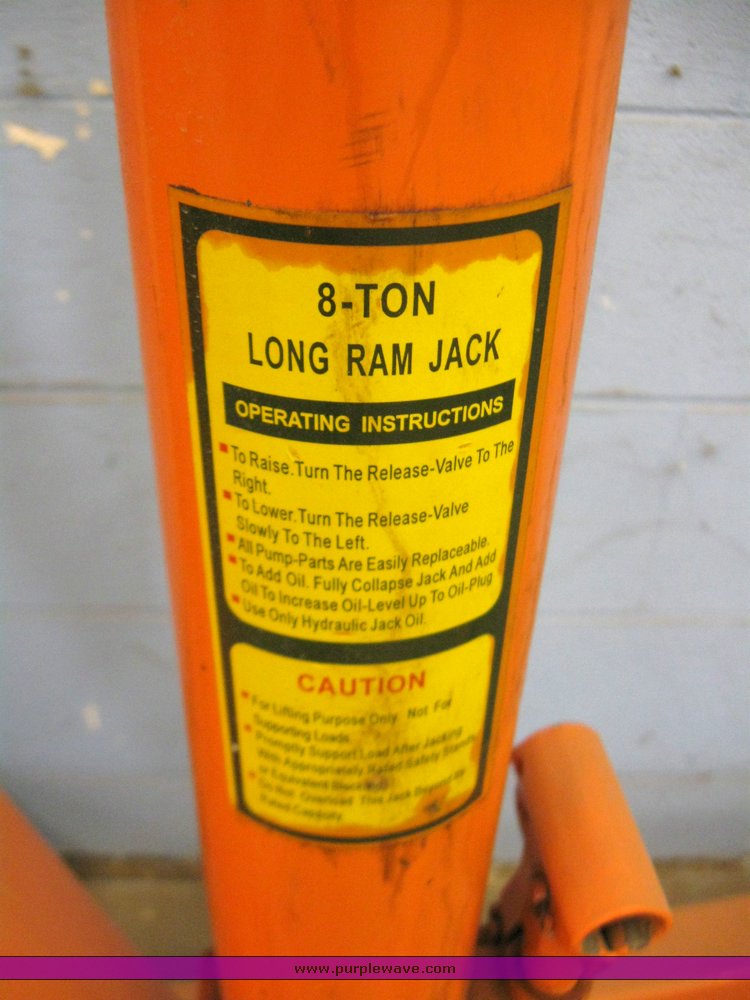 8-TON
LONG RAM JACK
OPERATING INSTRUCTIONS
To Raise.Turn The Release-Valve To The
Right.
To Lower.Turn The Release-Valve
Slowly To The Left.
All Pump-Parts Are Easily Replaceable.
To Add Oil. Fully Collapse Jack And Add
Oil To Increase Oil-Level Up To Oil-Plug
Use Only Hydraulic Jack Oil.
CAUTION
For Lifting Purpose Only. Not For
Supporting Loads
Promptly Support Load After Jacking
With Appropriately Rated Safety Stands
or Equivalent
Do Not Overload This Jack Beyond
Rated Capacity
www.purplewave.com